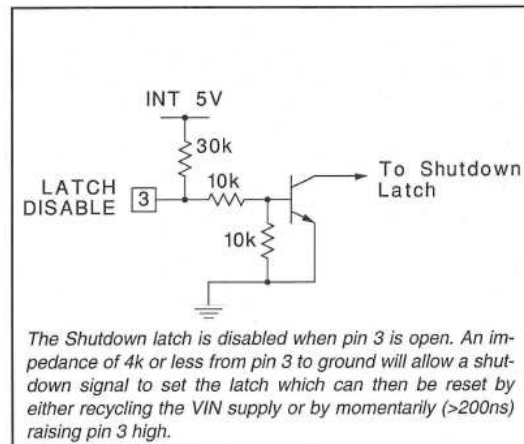 INT 5V
30k
To Shutdown
Latch
LATCH
DISABLE
3
10k
10k
The Shutdown latch is disabled when pin 3 is open. An im-
pedance of 4k or less from pin 3 to ground will allow a shut-
down signal to set the latch which can then be reset by
either recycling the VIN supply or by momentarily (>200ns)
raising pin 3 high.